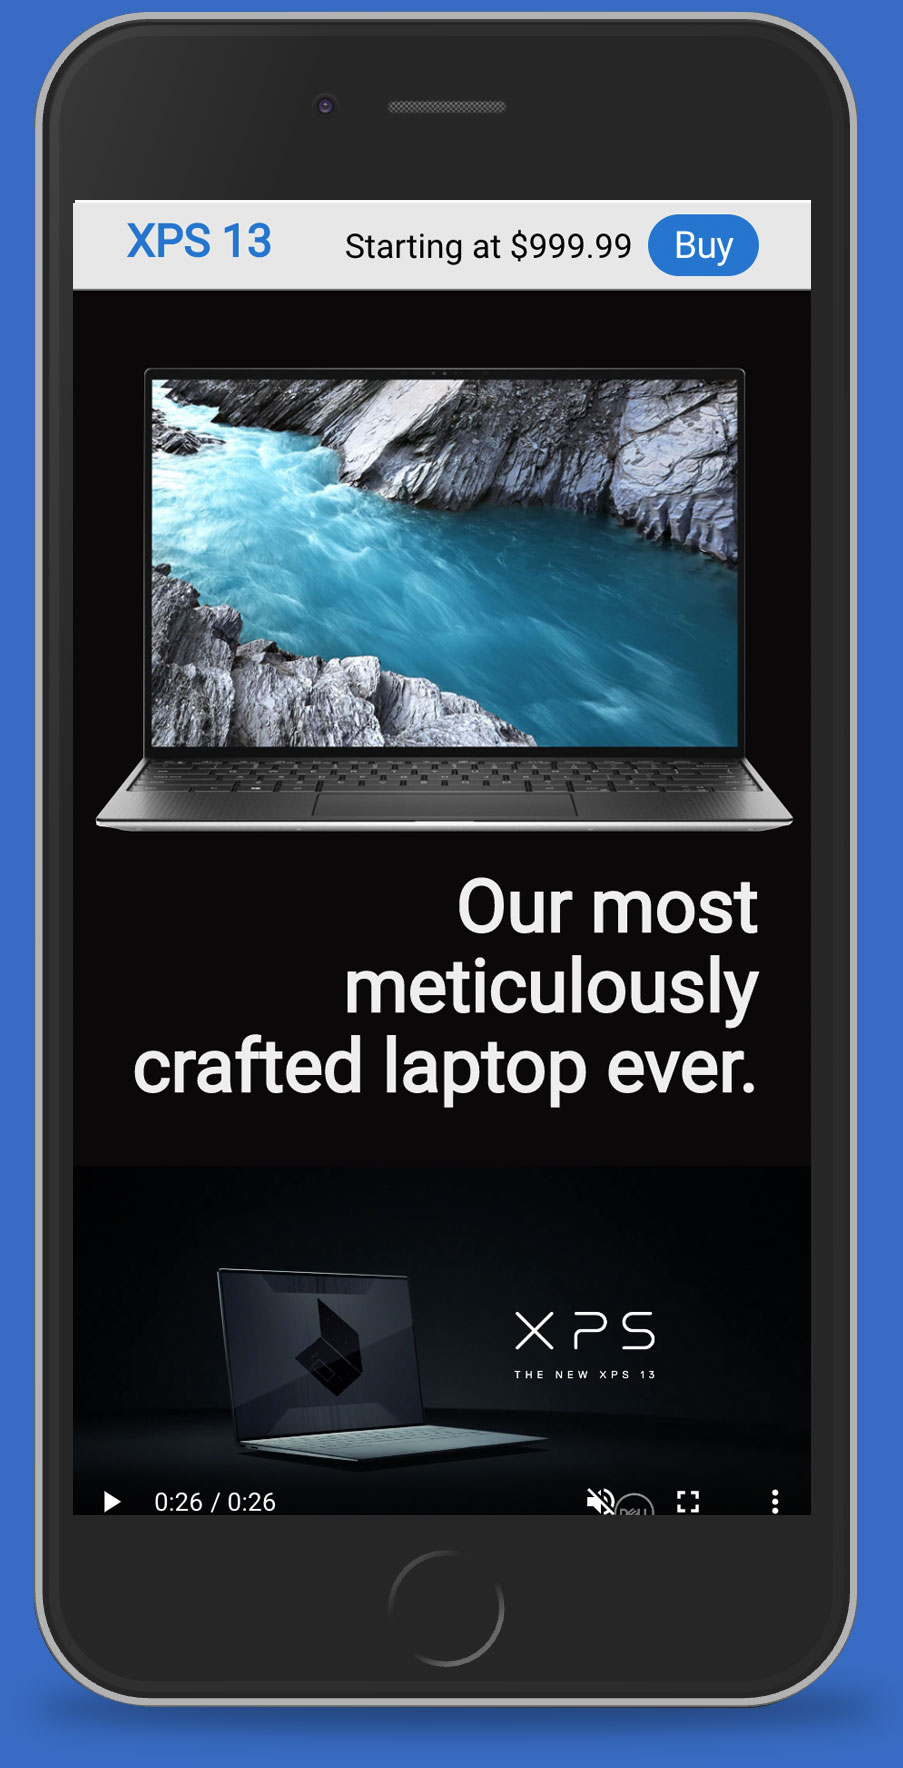 XPS 13
Starting at $999.99
Buy
Our most
meticulously
crafted laptop ever.
XPS
THE NEW XPS 13
0:26 / 0:26
DELL